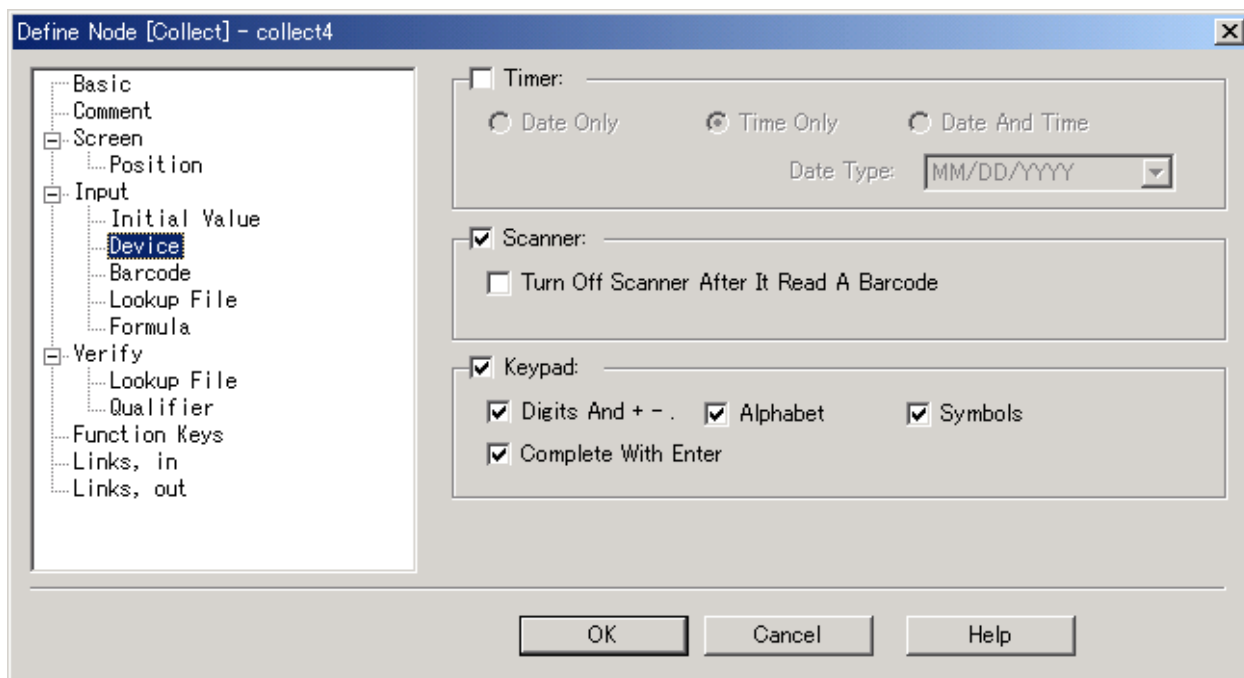 Define Node [Collect] - collect4
Basic
Comment
Screen
Position
Input
Initial Value
Device
Barcode
Lookup File
Formula
Verify
Lookup File
Qualifier
Function Keys
Links, in
Links, out
Timer:
Date Only Time Only Date And Time
Date Type: MM/DD/YYYY
Scanner:
Turn Off Scanner After It Read A Barcode
Keypad:
Digits And + - . Alphabet Symbols
Complete With Enter
OK Cancel Help